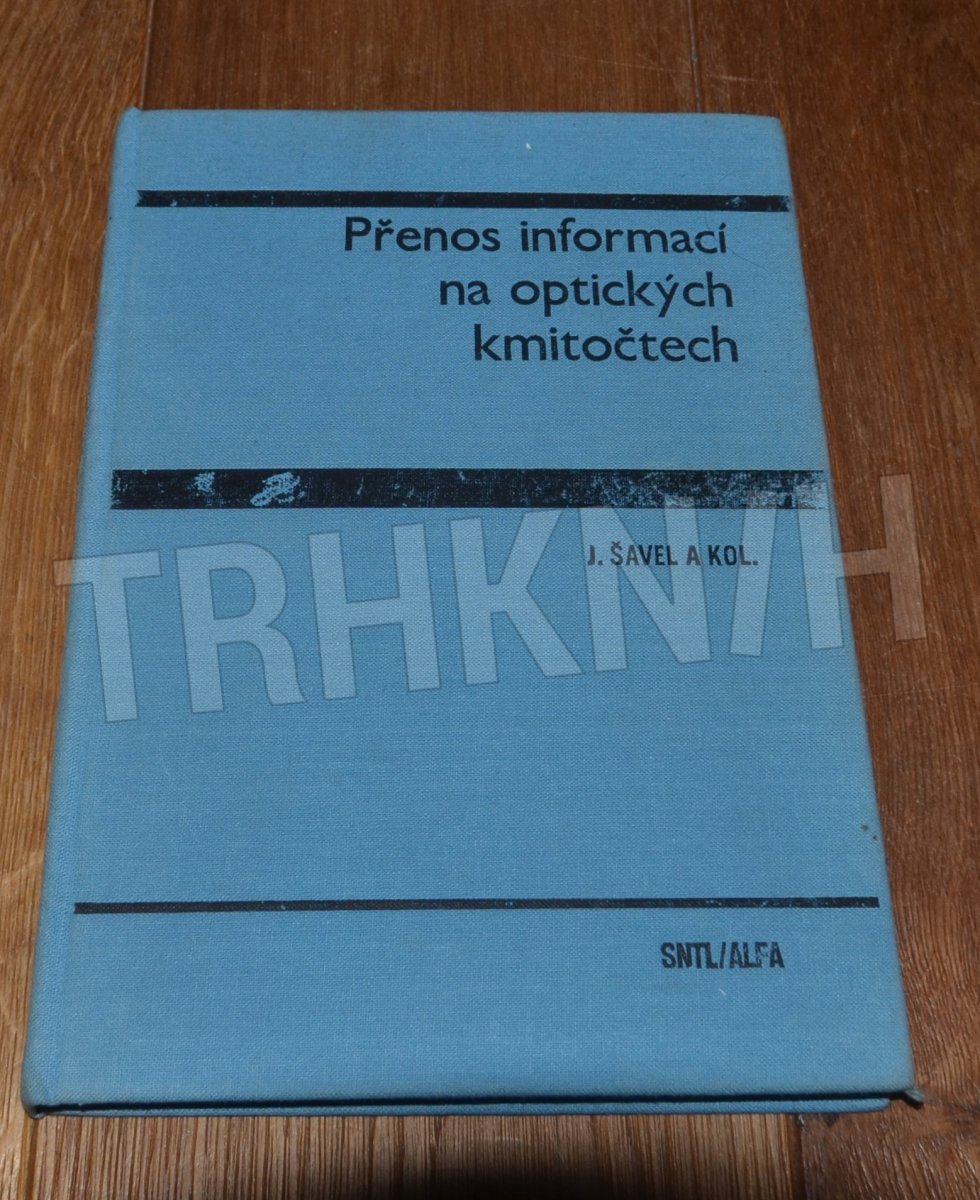 Přenos informací
na optických
kmitočtech
J. ŠAVEL A KOL.
TRHKNIH
SNTL/ALFA